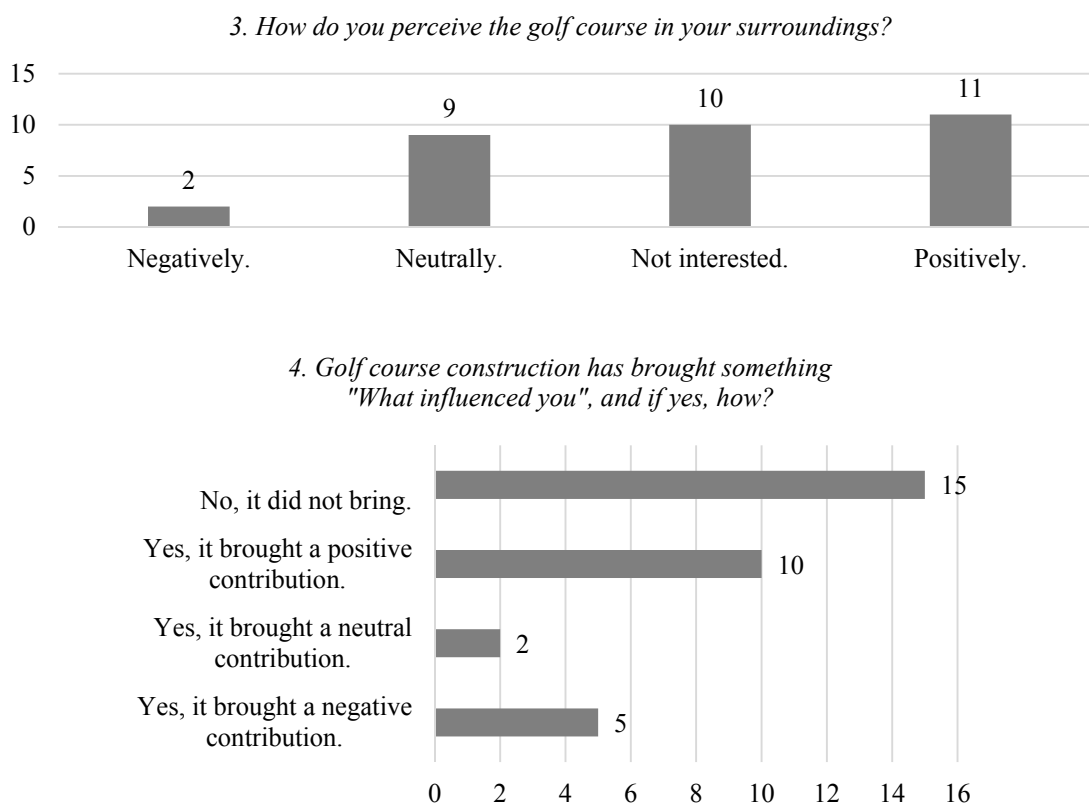 3. How do you perceive the golf course in your surroundings?
15
10
5
0
2
9
10
11
Negatively.
Neutrally.
Not interested.
Positively.
4. Golf course construction has brought something
"What influenced you", and if yes, how?
No, it did not bring.
15
Yes, it brought a positive
contribution.
10
Yes, it brought a neutral
contribution.
2
Yes, it brought a negative
contribution.
5
0 2 4 6 8 10 12 14 16